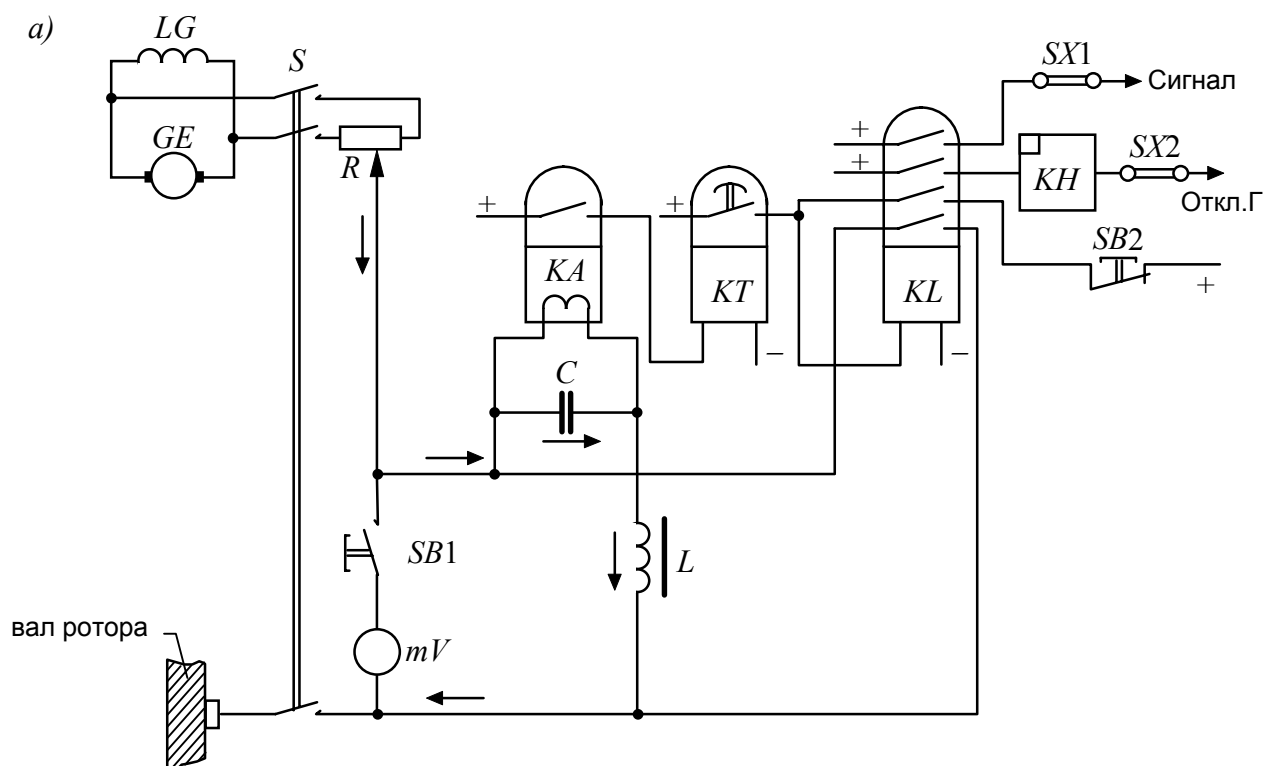 а)
LG
S
SX1
Сигнал
GE
+
R
+
KH
SX2
Откл.Г
+
+
SB2
KA
KT
KL
+
–
–
C
SB1
L
вал ротора
mV